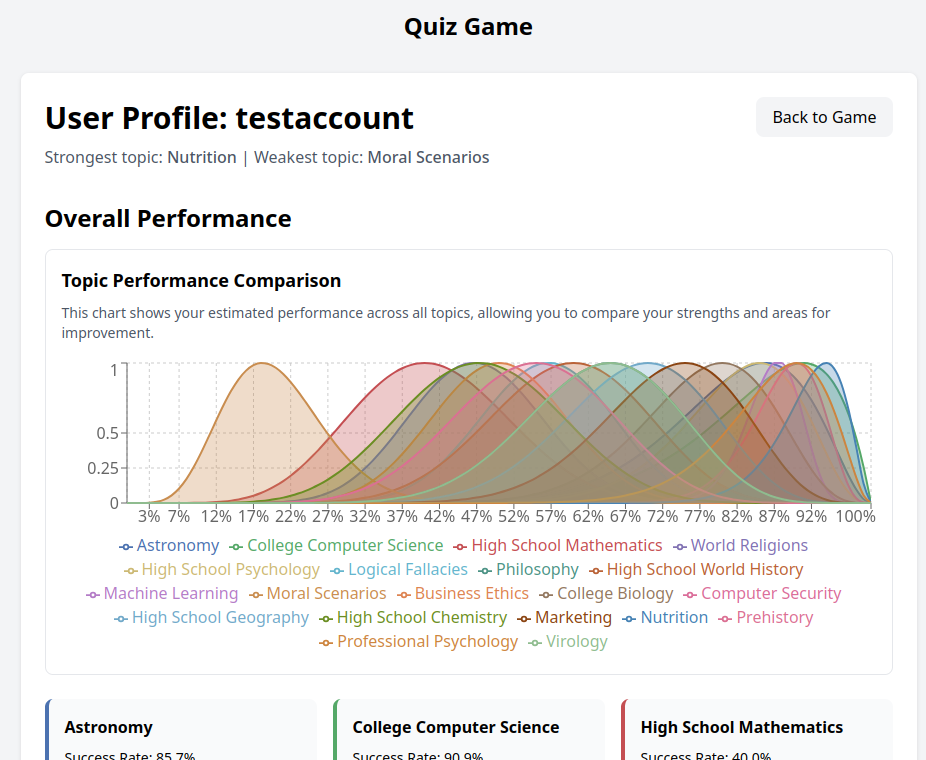 Quiz Game
User Profile: testaccount
Back to Game
Strongest topic: Nutrition | Weakest topic: Moral Scenarios
Overall Performance
Topic Performance Comparison
This chart shows your estimated performance across all topics, allowing you to compare your strengths and areas for
improvement.
1
0.5
0.25
0
3% 7% 12% 17% 22% 27% 32% 37% 42% 47% 52% 57% 62% 67% 72% 77% 82% 87% 92% 100%
Astronomy College Computer Science High School Mathematics World Religions
High School Psychology Logical Fallacies Philosophy High School World History
Machine Learning Moral Scenarios Business Ethics College Biology Computer Security
High School Geography High School Chemistry Marketing Nutrition Prehistory
Professional Psychology Virology
Astronomy
Success Rate: 85.7%
College Computer Science
Success Rate: 90.9%
High School Mathematics
Success Rate: 40.0%